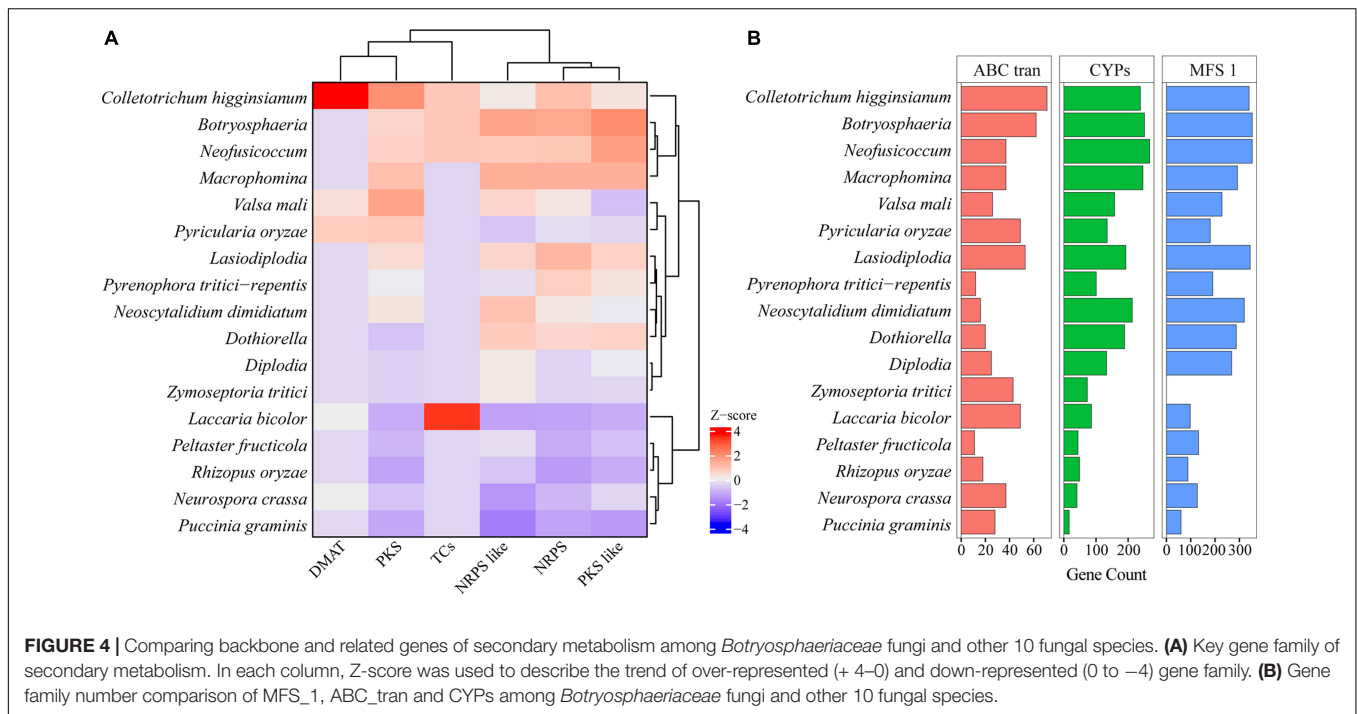 A
Colletotrichum higginsianum
Botryosphaeria
Neofusicoccum
Macrophomina
Valsa mali
Pyricularia oryzae
Lasiodiplodia
Pyrenophora tritici−repentis
Neoscytalidium dimidiatum
Dothiorella
Diplodia
Zymoseptoria tritici
Laccaria bicolor
Peltaster fructicola
Rhizopus oryzae
Neurospora crassa
Puccinia graminis
DMAT
PKS
TCs
NRPS like
NRPS
PKS like
Z−score
4
2
0
−2
−4
B
ABC tran
CYPs
MFS 1
Colletotrichum higginsianum
Botryosphaeria
Neofusicoccum
Macrophomina
Valsa mali
Pyricularia oryzae
Lasiodiplodia
Pyrenophora tritici−repentis
Neoscytalidium dimidiatum
Dothiorella
Diplodia
Zymoseptoria tritici
Laccaria bicolor
Peltaster fructicola
Rhizopus oryzae
Neurospora crassa
Puccinia graminis
0 20 40 60
0 100 200
0 100 200 300
Gene Count
FIGURE 4 | Comparing backbone and related genes of secondary metabolism among Botryosphaeriaceae fungi and other 10 fungal species. (A) Key gene family of
secondary metabolism. In each column, Z-score was used to describe the trend of over-represented (+ 4–0) and down-represented (0 to −4) gene family. (B) Gene
family number comparison of MFS_1, ABC_tran and CYPs among Botryosphaeriaceae fungi and other 10 fungal species.